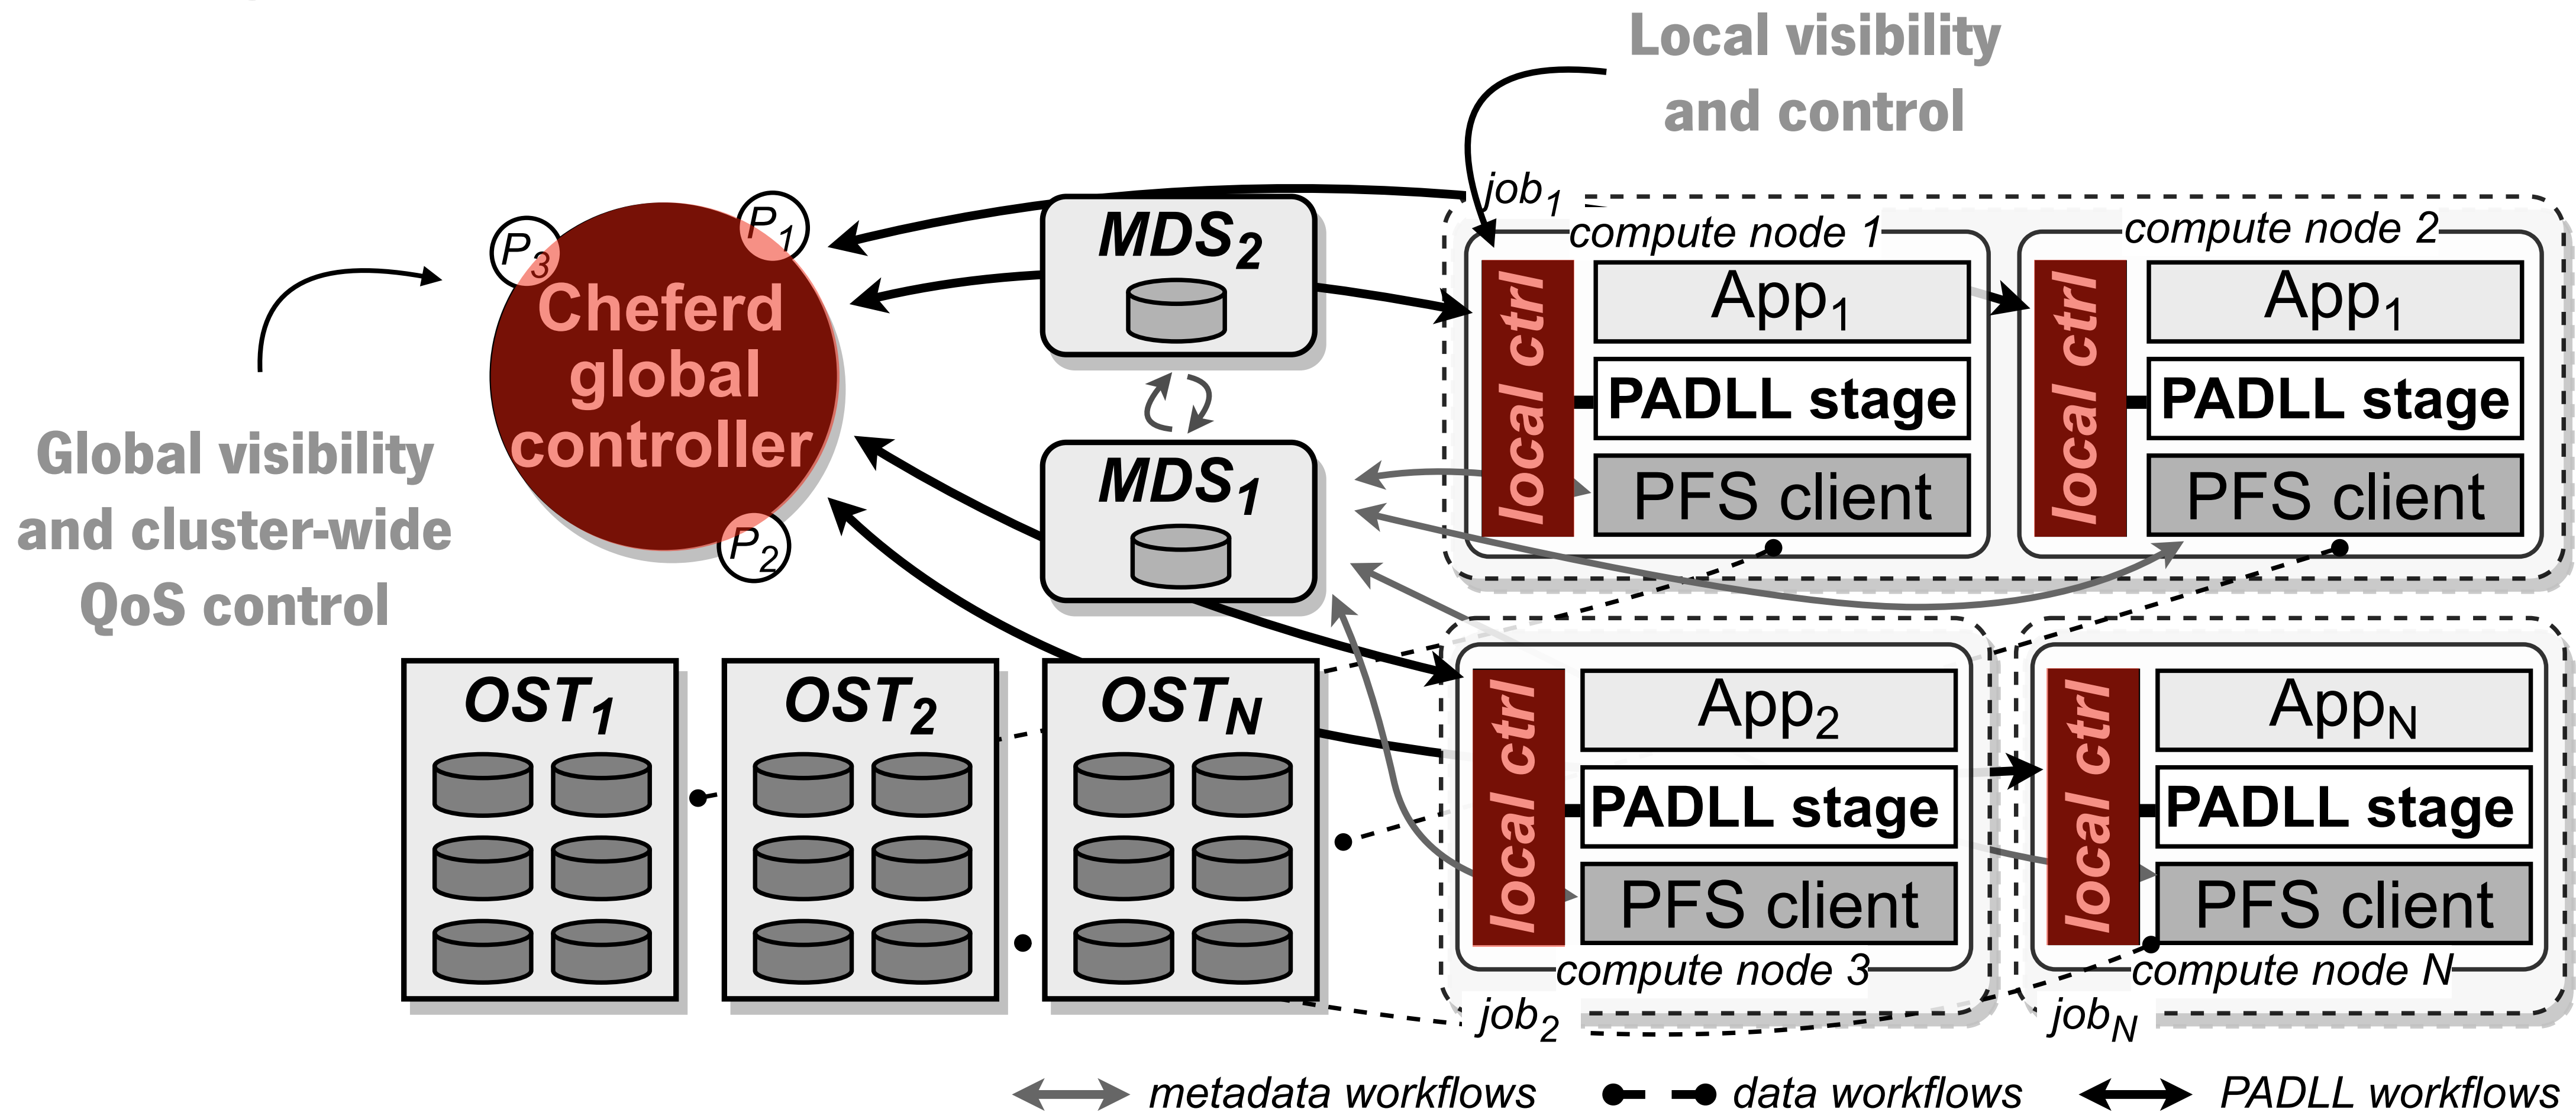 Local visibility
and control
Global visibility
and cluster-wide
QoS control
P3
P1
P2
Cheferd
global
controller
MDS2
MDS1
OST1
OST2
OSTN
job1
compute node 1
local ctrl
App1
PADLL stage
PFS client
compute node 2
local ctrl
App1
PADLL stage
PFS client
local ctrl
App2
PADLL stage
PFS client
compute node 3
job2
local ctrl
AppN
PADLL stage
PFS client
compute node N
jobN
metadata workflows
data workflows
PADLL workflows